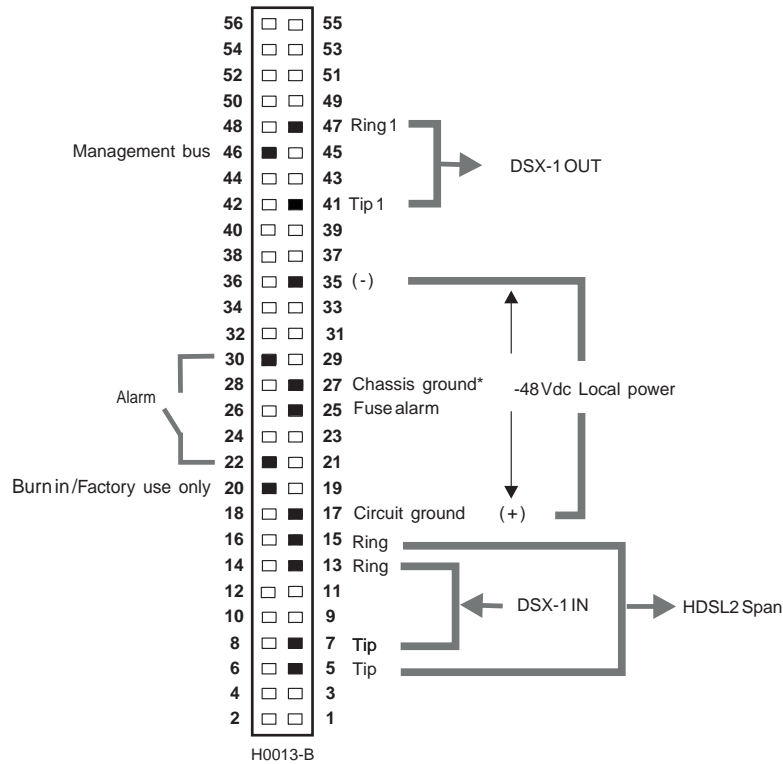 56 55
54 53
52 51
50 49
48 47 Ring 1
Management bus 46 45
DSX-1 OUT
44 43
42 41 Tip 1
40 39
38 37
36 35 (-)
34 33
32 31
30 29
28 27 Chassis ground*
-48Vdc Local power
Alarm
26 25 Fuse alarm
24 23
22 21
Burn in/Factory use only 20 19
18 17 Circuit ground (+)
16 15 Ring
14 13 Ring
12 11
DSX-1 IN HDSL2 Span
10 9
8 7 Tip
6 5 Tip
4 3
2 1
H0013-B